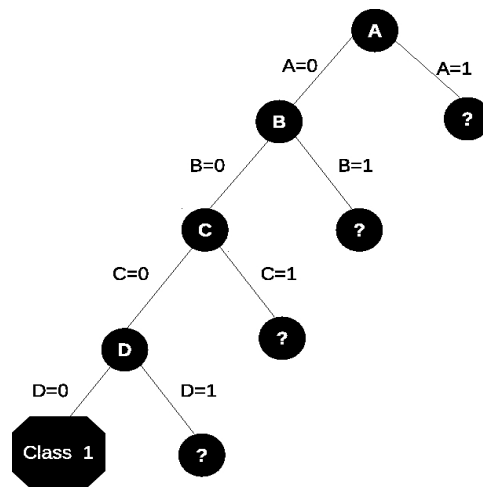 A
A=0
A=1
B
?
B=0
B=1
C
?
C=0
C=1
D
?
D=0
D=1
Class 1
?